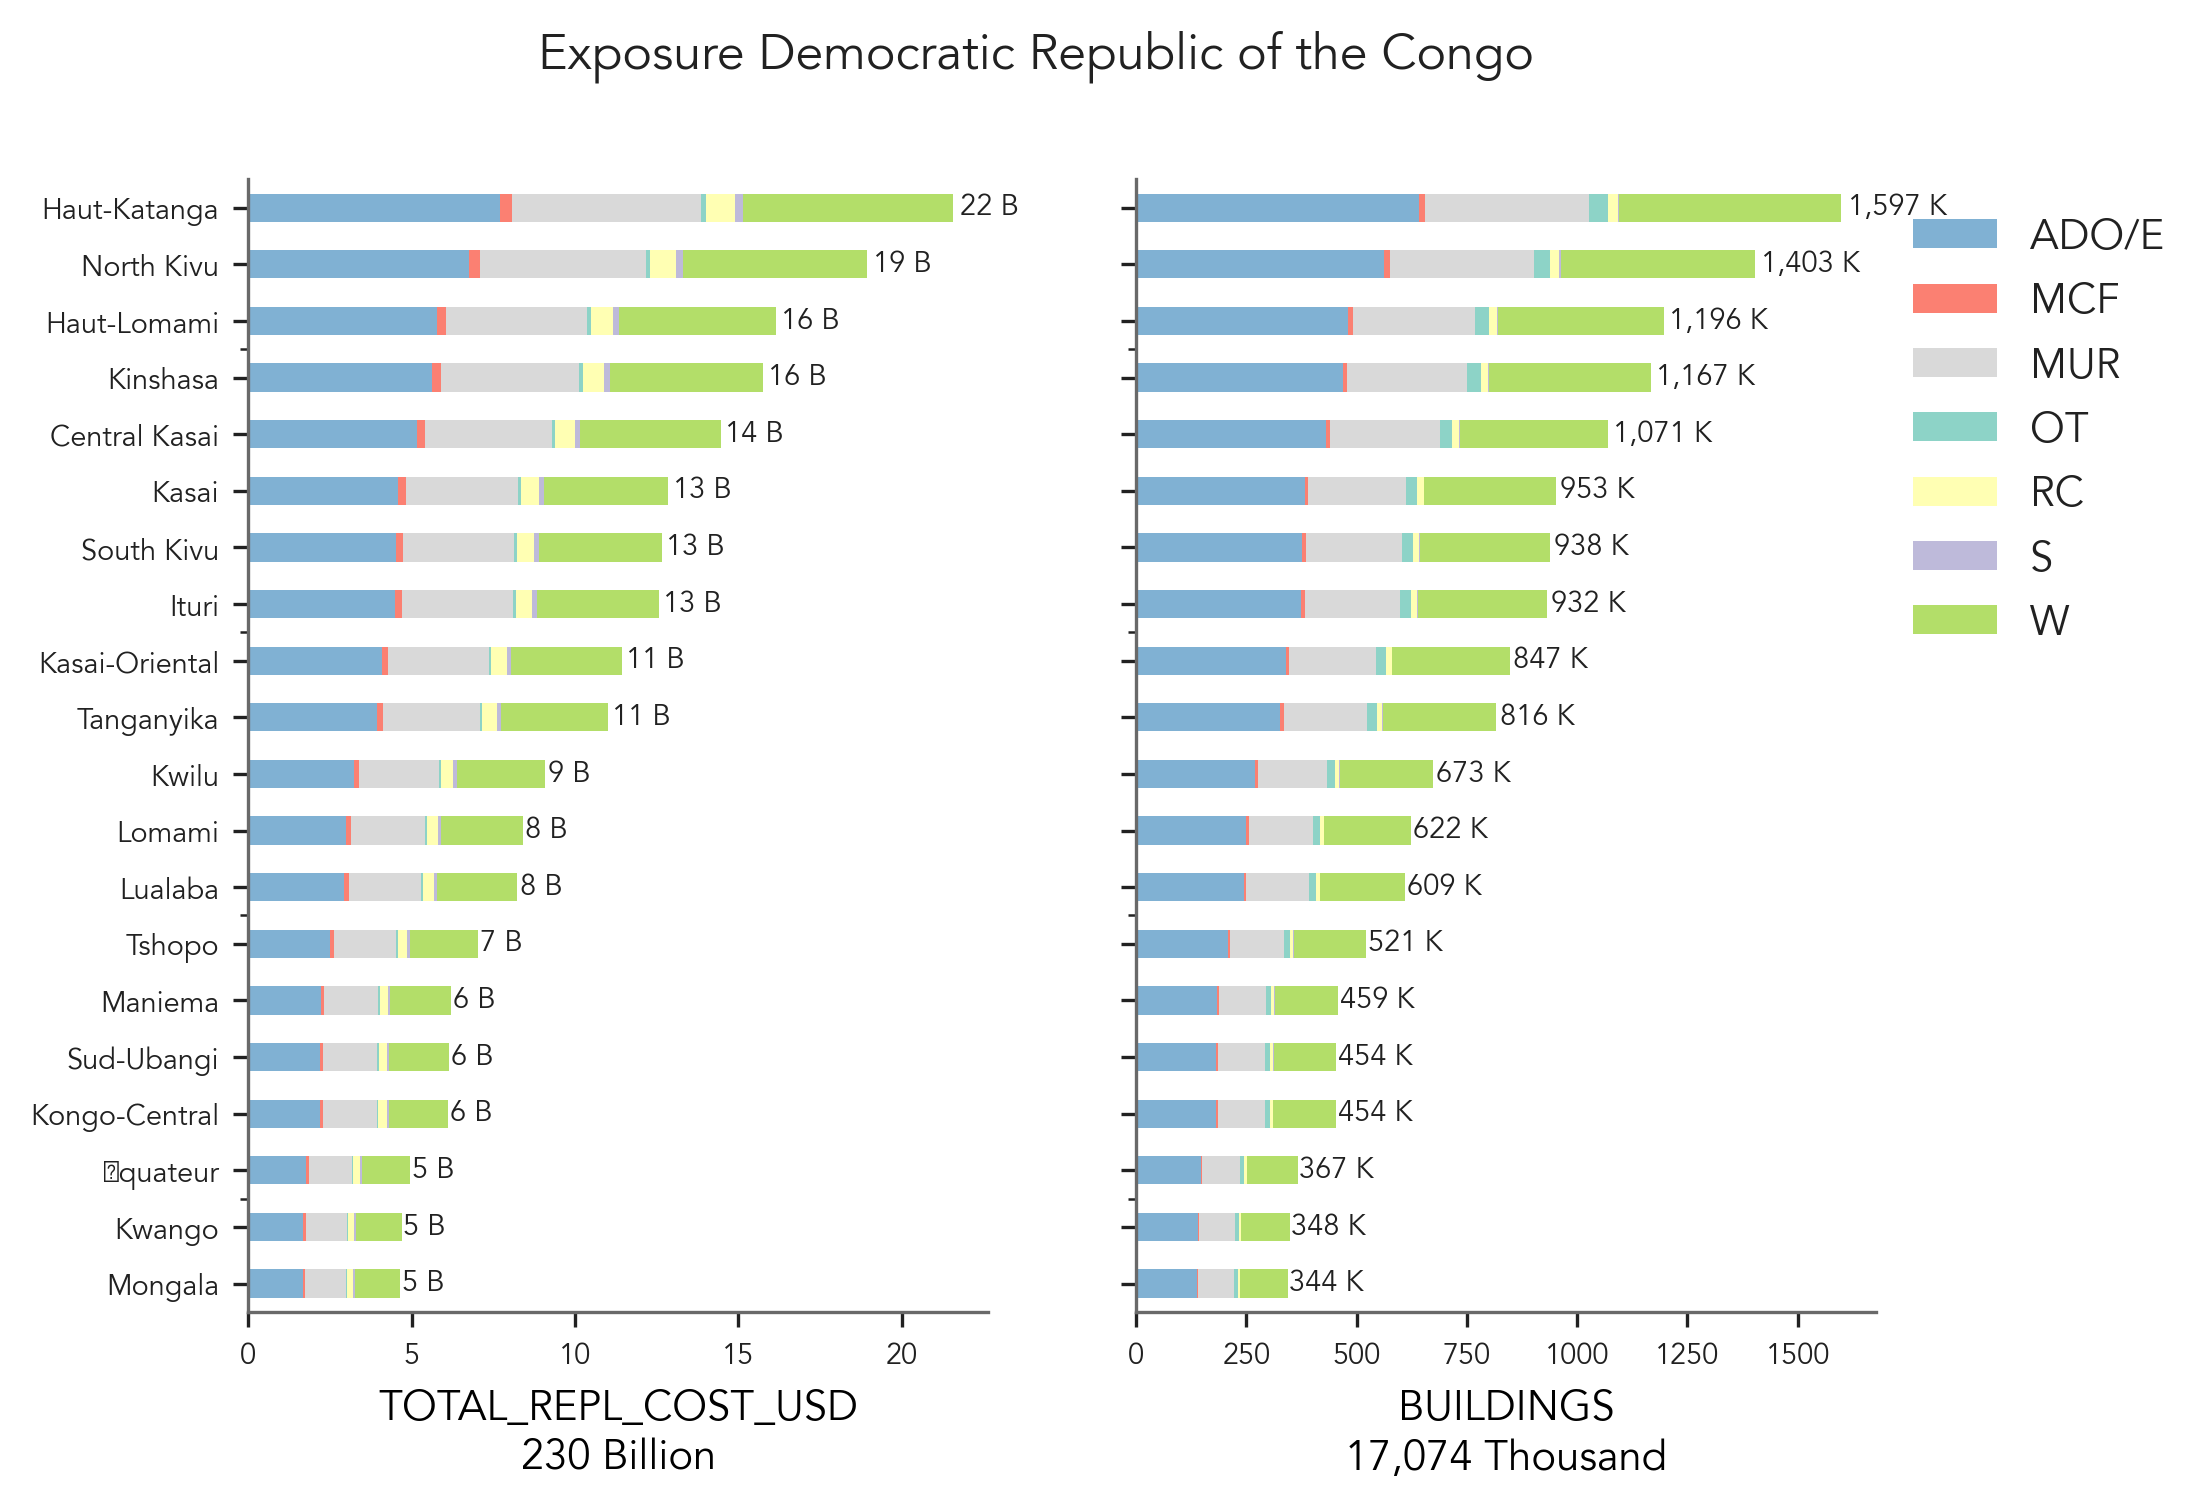 Exposure Democratic Republic of the Congo
Haut-Katanga 22 B 1,597 K
North Kivu 19 B 1,403 K
Haut-Lomami 16 B 1,196 K
Kinshasa 16 B 1,167 K
Central Kasai 14 B 1,071 K
Kasai 13 B 953 K
South Kivu 13 B 938 K
Ituri 13 B 932 K
Kasai-Oriental 11 B 847 K
Tanganyika 11 B 816 K
Kwilu 9 B 673 K
Lomami 8 B 622 K
Lualaba 8 B 609 K
Tshopo 7 B 521 K
Maniema 6 B 459 K
Sud-Ubangi 6 B 454 K
Kongo-Central 6 B 454 K
�quateur 5 B 367 K
Kwango 5 B 348 K
Mongala 5 B 344 K
0 5 10 15 20
0 250 500 750 1000 1250 1500
TOTAL_REPL_COST_USD
230 Billion
BUILDINGS
17,074 Thousand
ADO/E
MCF
MUR
OT
RC
S
W